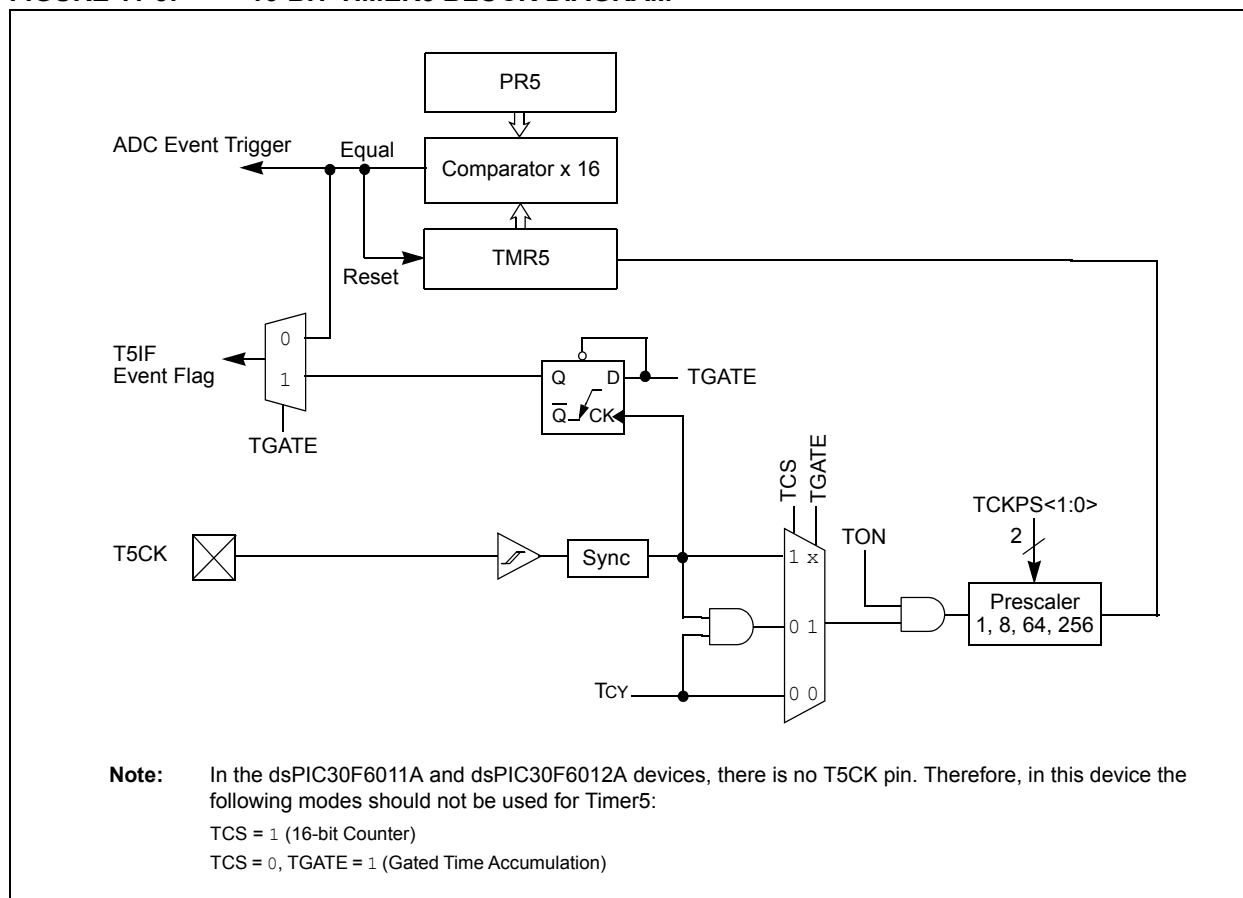 PR5
ADC Event Trigger
Equal
Comparator x 16
TMR5
Reset
0
1
T5IF
Event Flag
TGATE
Q D
Q CK
TGATE
TCS
TGATE
TCKPS<1:0>
2
TON
T5CK
Sync
1 x
0 1
0 0
Prescaler
1, 8, 64, 256
TCY
Note: In the dsPIC30F6011A and dsPIC30F6012A devices, there is no T5CK pin. Therefore, in this device the
following modes should not be used for Timer5:
TCS = 1 (16-bit Counter)
TCS = 0, TGATE = 1 (Gated Time Accumulation)